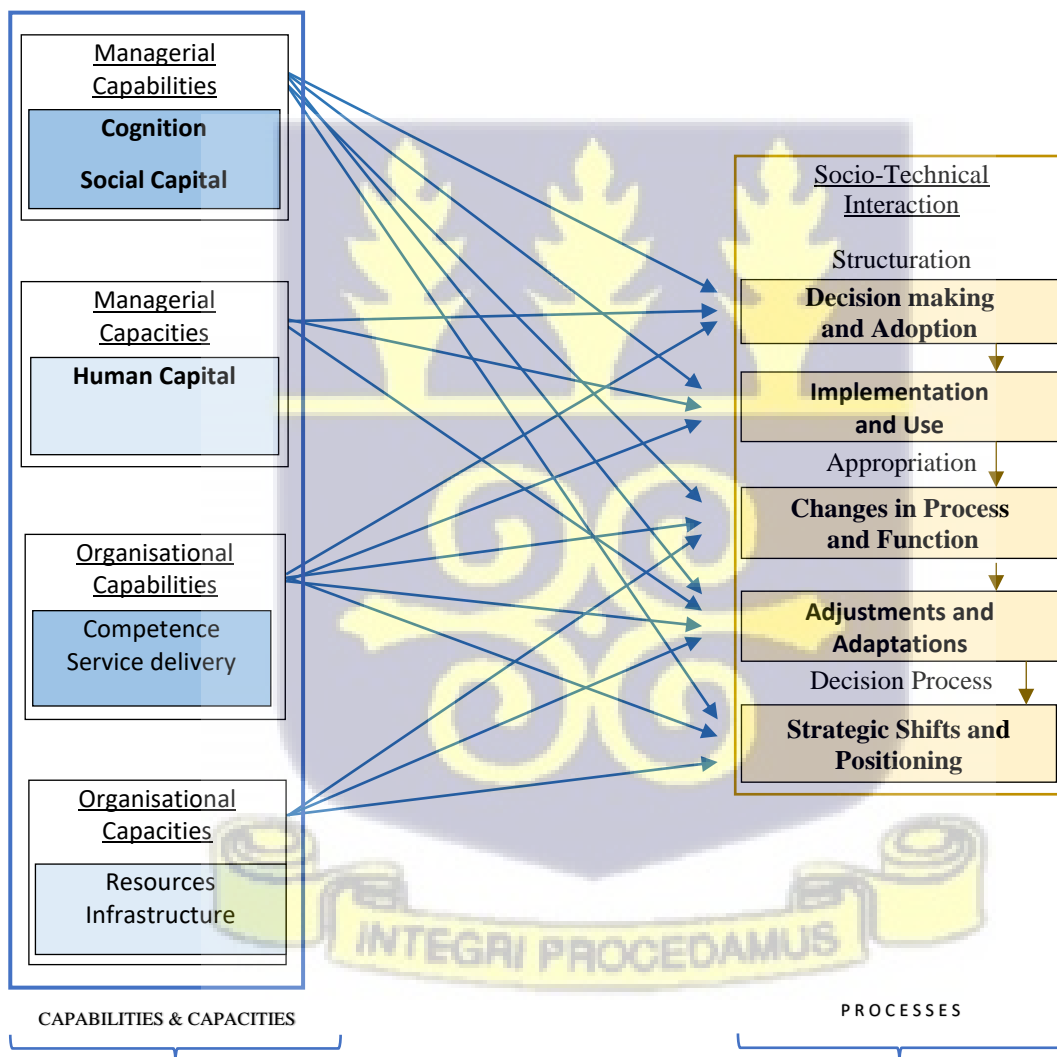 Managerial
Capabilities
Cognition
Social Capital
Managerial
Capacities
Human Capital
Organisational
Capabilities
Competence
Service delivery
Organisational
Capacities
Resources
Infrastructure
CAPABILITIES & CAPACITIES
Socio-Technical
Interaction
Structuration
Decision making
and Adoption
Implementation
and Use
Appropriation
Changes in Process
and Function
Adjustments and
Adaptations
Decision Process
Strategic Shifts and
Positioning
PROCESSES
INTEGRI PROCEDAMUS